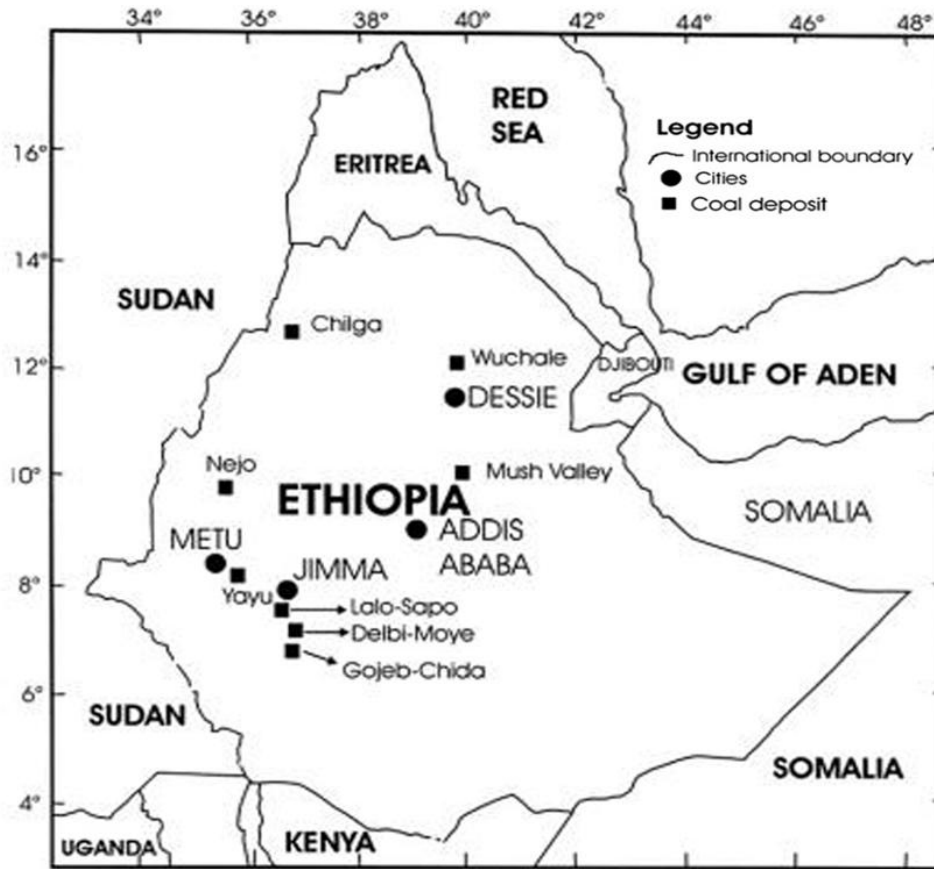 34° 36° 38° 40° 42° 44° 46° 48°
RED
SEA
Legend
International boundary
Cities
Coal deposit
16°
ERITREA
14°
SUDAN
Chilga
12°
Wuchale
DJIBOUTI
GULF OF ADEN
DESSIE
Nejo
10°
Mush Valley
ETHIOPIA
SOMALIA
METU
ADDIS
ABABA
JIMMA
8°
Yayu
Lalo-Sapo
Delbi-Moye
Gojeb-Chida
6°
SUDAN
SOMALIA
4°
UGANDA
KENYA